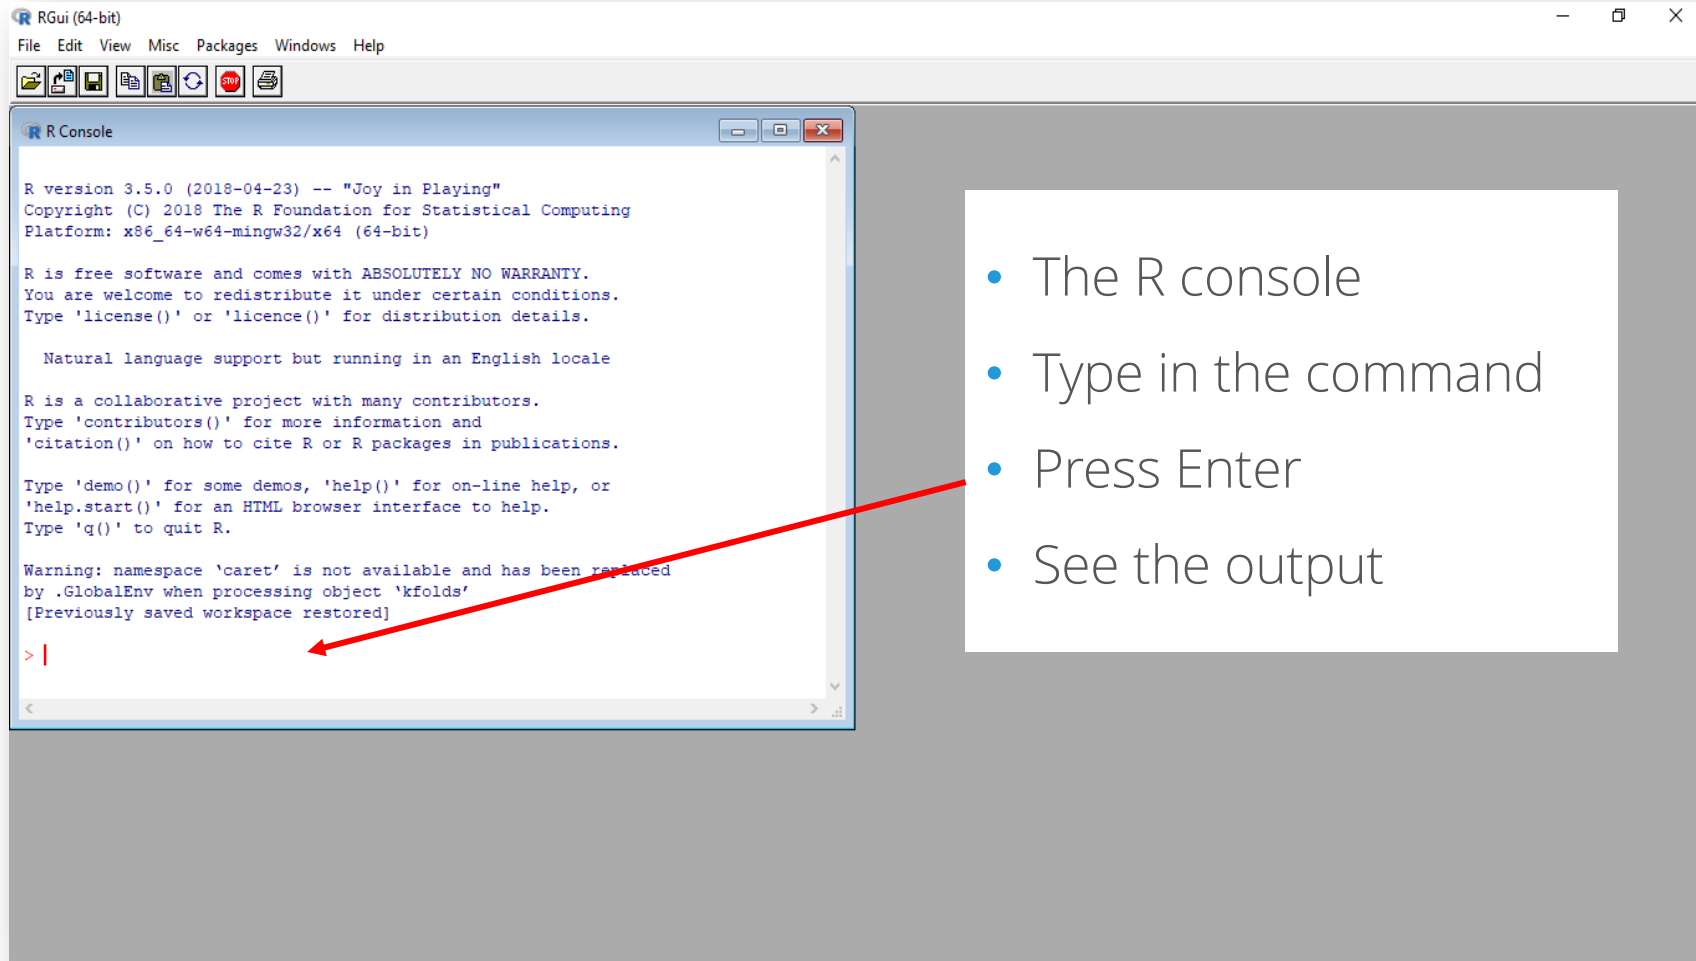 RGui (64-bit)
File Edit View Misc Packages Windows Help
STOP
R Console
R version 3.5.0 (2018-04-23) -- "Joy in Playing"
Copyright (C) 2018 The R Foundation for Statistical Computing
Platform: x86_64-w64-mingw32/x64 (64-bit)
R is free software and comes with ABSOLUTELY NO WARRANTY.
You are welcome to redistribute it under certain conditions.
Type 'license()' or 'licence()' for distribution details.
Natural language support but running in an English locale
R is a collaborative project with many contributors.
Type 'contributors()' for more information and
'citation()' on how to cite R or R packages in publications.
Type 'demo()' for some demos, 'help()' for on-line help, or
'help.start()' for an HTML browser interface to help.
Type 'q()' to quit R.
Warning: namespace ‘caret’ is not available and has been replaced
by .GlobalEnv when processing object ‘kfolds’
[Previously saved workspace restored]
>
• The R console
• Type in the command
• Press Enter
• See the output